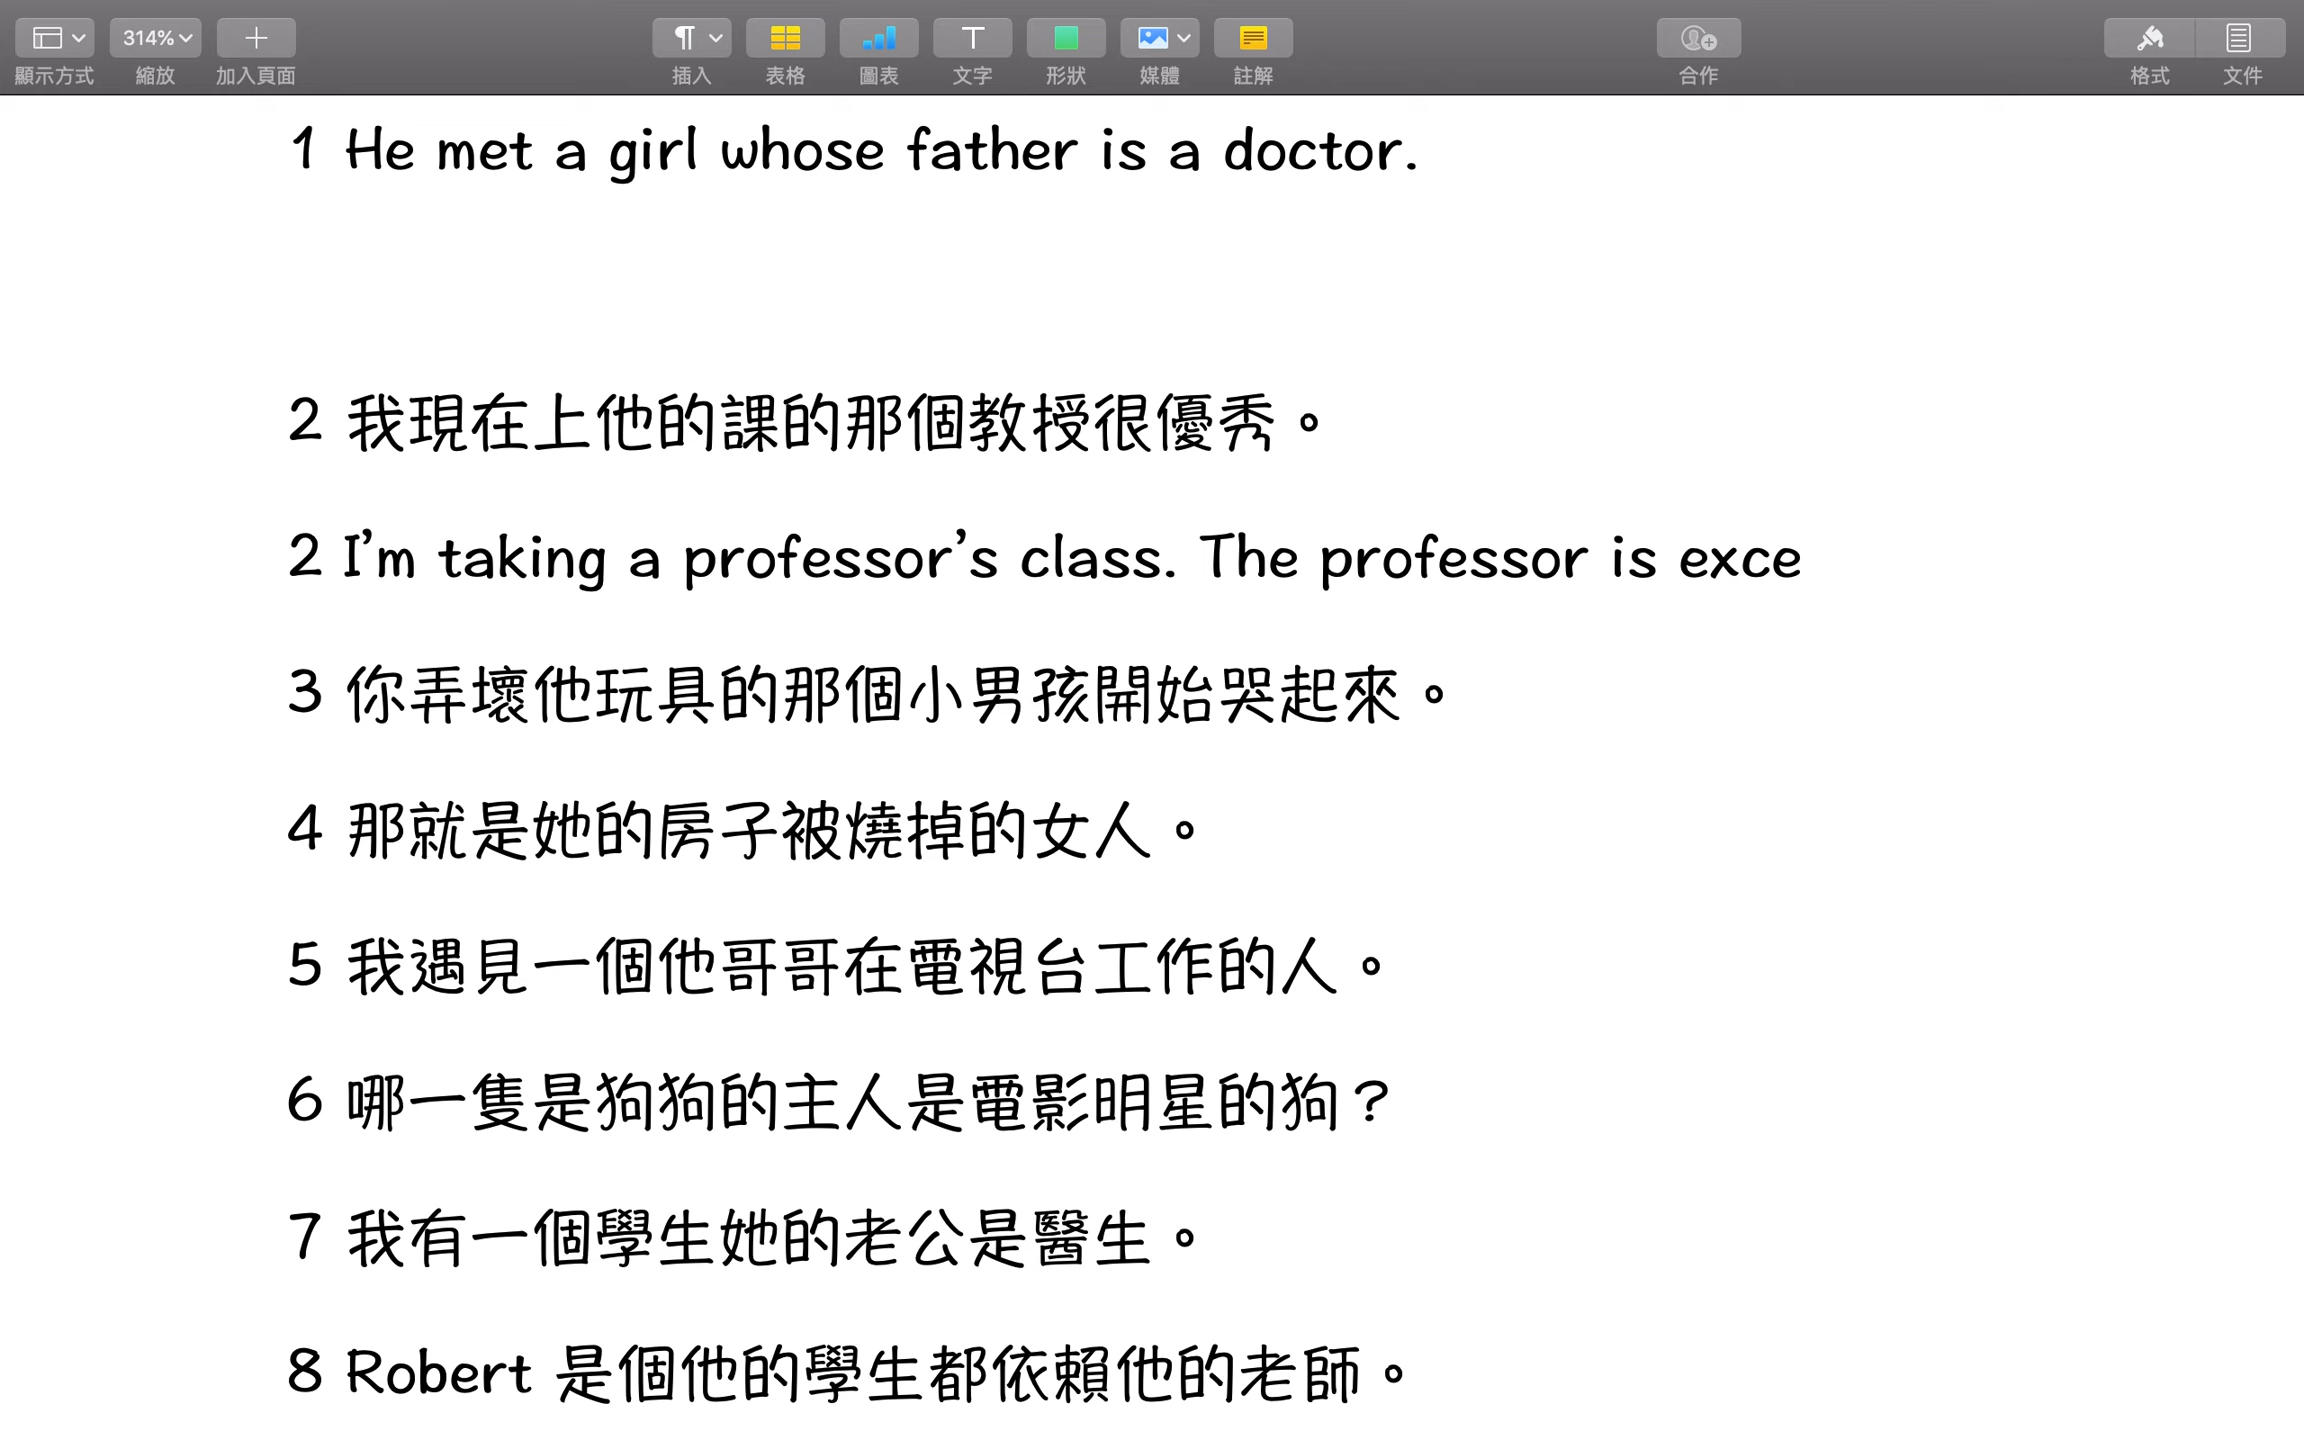 314%
顯示方式 縮放 加入頁面 插入 表格 圖表 文字 形狀 媒體 註解 合作 格式 文件
1 He met a girl whose father is a doctor.
2 我現在上他的課的那個教授很優秀。
2 I’m taking a professor’s class. The professor is exce
3 你弄壞他玩具的那個小男孩開始哭起來。
4 那就是她的房子被燒掉的女人。
5 我遇見一個他哥哥在電視台工作的人。
6 哪一隻是狗狗的主人是電影明星的狗？
7 我有一個學生她的老公是醫生。
8 Robert 是個他的學生都依賴他的老師。